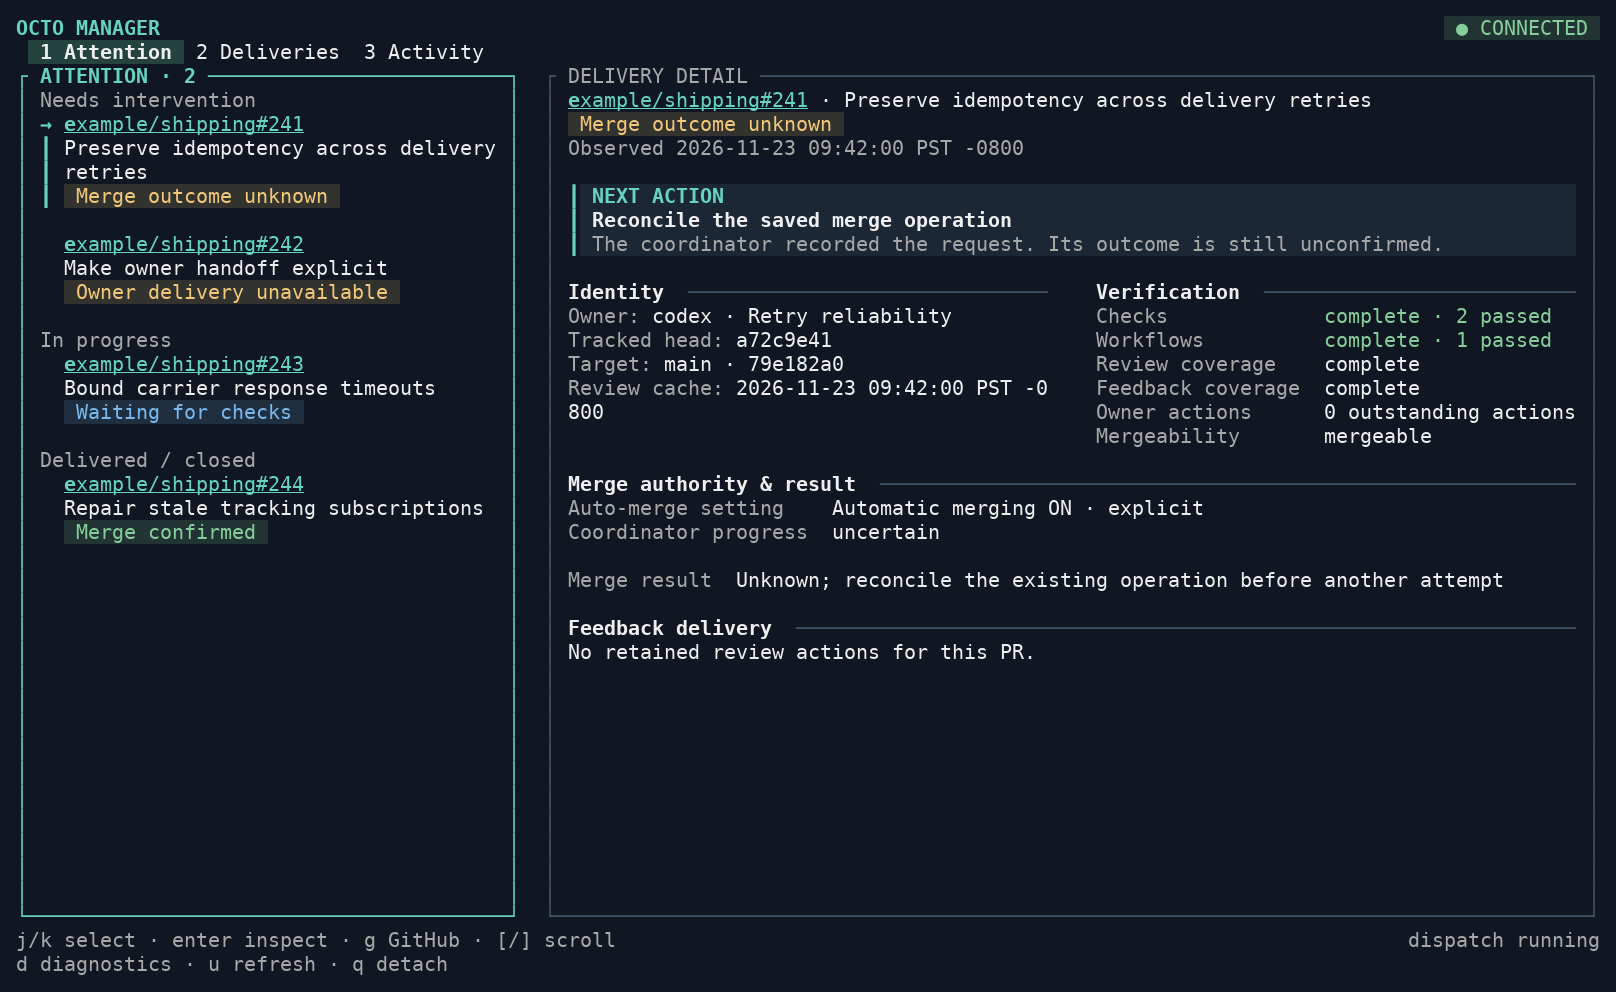 OCTO MANAGER ● CONNECTED
1 Attention 2 Deliveries 3 Activity
ATTENTION · 2
Needs intervention
→ example/shipping#241
Preserve idempotency across delivery
retries
Merge outcome unknown
example/shipping#242
Make owner handoff explicit
Owner delivery unavailable
In progress
example/shipping#243
Bound carrier response timeouts
Waiting for checks
Delivered / closed
example/shipping#244
Repair stale tracking subscriptions
Merge confirmed
DELIVERY DETAIL
example/shipping#241 · Preserve idempotency across delivery retries
Merge outcome unknown
Observed 2026-11-23 09:42:00 PST -0800
NEXT ACTION
Reconcile the saved merge operation
The coordinator recorded the request. Its outcome is still unconfirmed.
Identity
Owner: codex · Retry reliability
Tracked head: a72c9e41
Target: main · 79e182a0
Review cache: 2026-11-23 09:42:00 PST -0
800
Verification
Checks complete · 2 passed
Workflows complete · 1 passed
Review coverage complete
Feedback coverage complete
Owner actions 0 outstanding actions
Mergeability mergeable
Merge authority & result
Auto-merge setting Automatic merging ON · explicit
Coordinator progress uncertain
Merge result Unknown; reconcile the existing operation before another attempt
Feedback delivery
No retained review actions for this PR.
j/k select · enter inspect · g GitHub · [/] scroll dispatch running
d diagnostics · u refresh · q detach